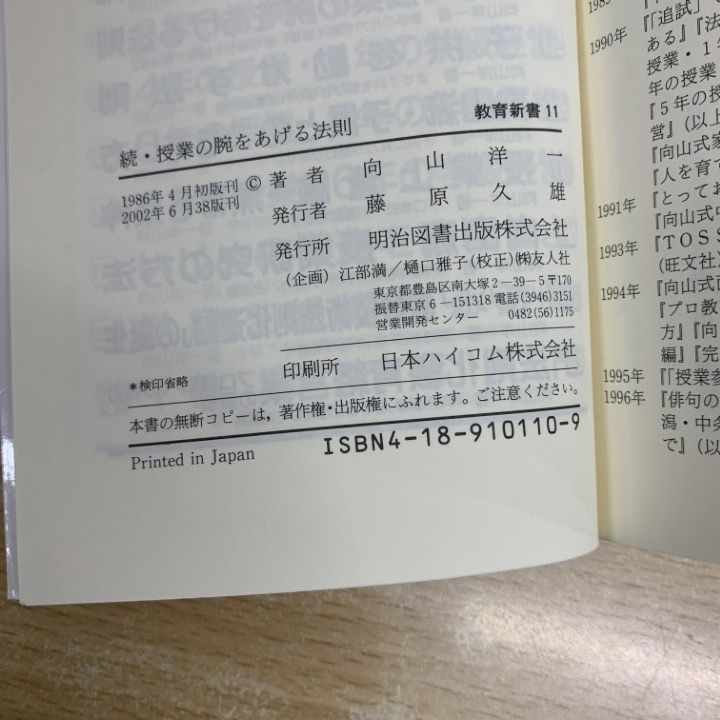 教育新書 11
続・授業の腕をあげる法則
1986年 4 月初版刊 ©著 者 向 山 洋 一
2002年 6 月38版刊 発行者 藤 原 久 雄
発行所 明治図書出版株式会社
(企画) 江部満／樋口雅子(校正)㈱友人社
東京都豊島区南大塚2－39－5〒170
振替東京6－151318 電話(3946)3151
営業開発センター 0482(56)1175
*検印省略 印刷所 日本ハイコム株式会社
本書の無断コピーは，著作権・出版権にふれます。ご注意ください。
Printed in Japan ISBN4-18-910110-9
『「追試」
1990年 ある』『法
授業・1
年の授業
『5年の授
営』(以上
『向山式家
『人を育て
『とってお
1991年 『向山式
1993年 『TOSS
(旺文社)
1994年 『向山式
『プロ教
方』『向
編』『完
1995年 『「授業参
1996年 『俳句の
潟・中央
で』(以